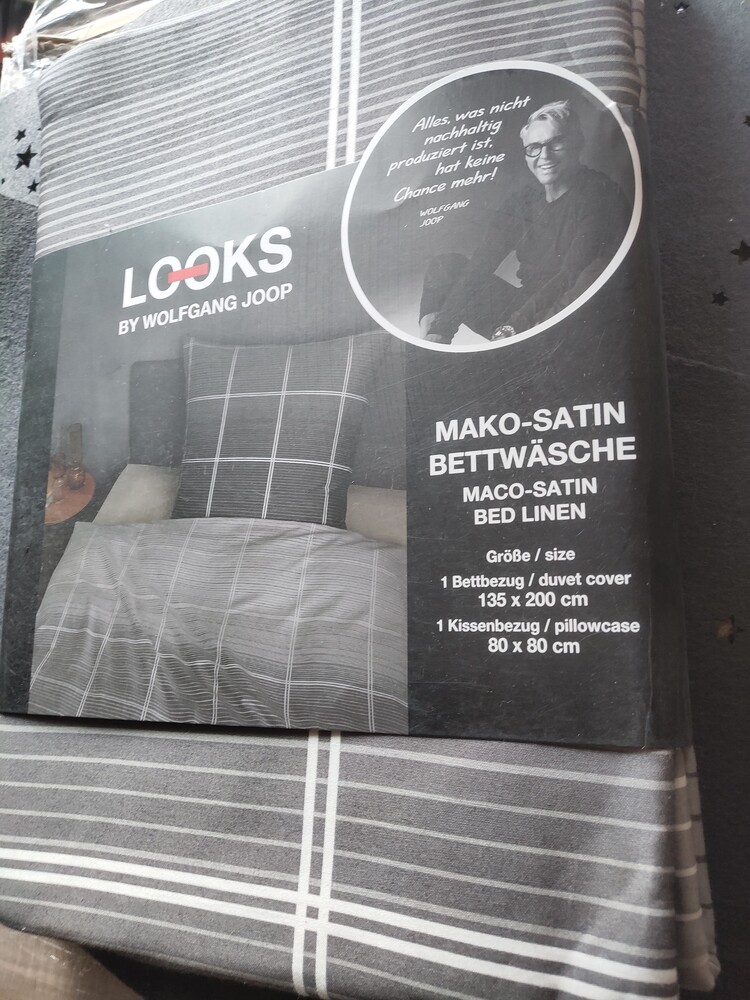 Alles, was nicht
nachhaltig
produziert ist,
hat keine
Chance mehr!
WOLFGANG
JOOP
LOOKS
BY WOLFGANG JOOP
MAKO-SATIN
BETTWÄSCHE
MACO-SATIN
BED LINEN
Größe / size
1 Bettbezug / duvet cover
135 x 200 cm
1 Kissenbezug / pillowcase
80 x 80 cm